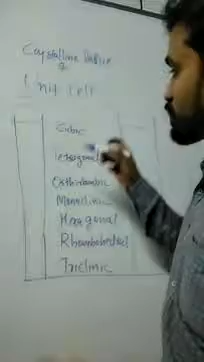 Crystalline Lattice
&
Unit Cell
Cubic
Tetragonal
Orthorhombic
Monoclinic
Hexagonal
Rhombohedral
Triclinic